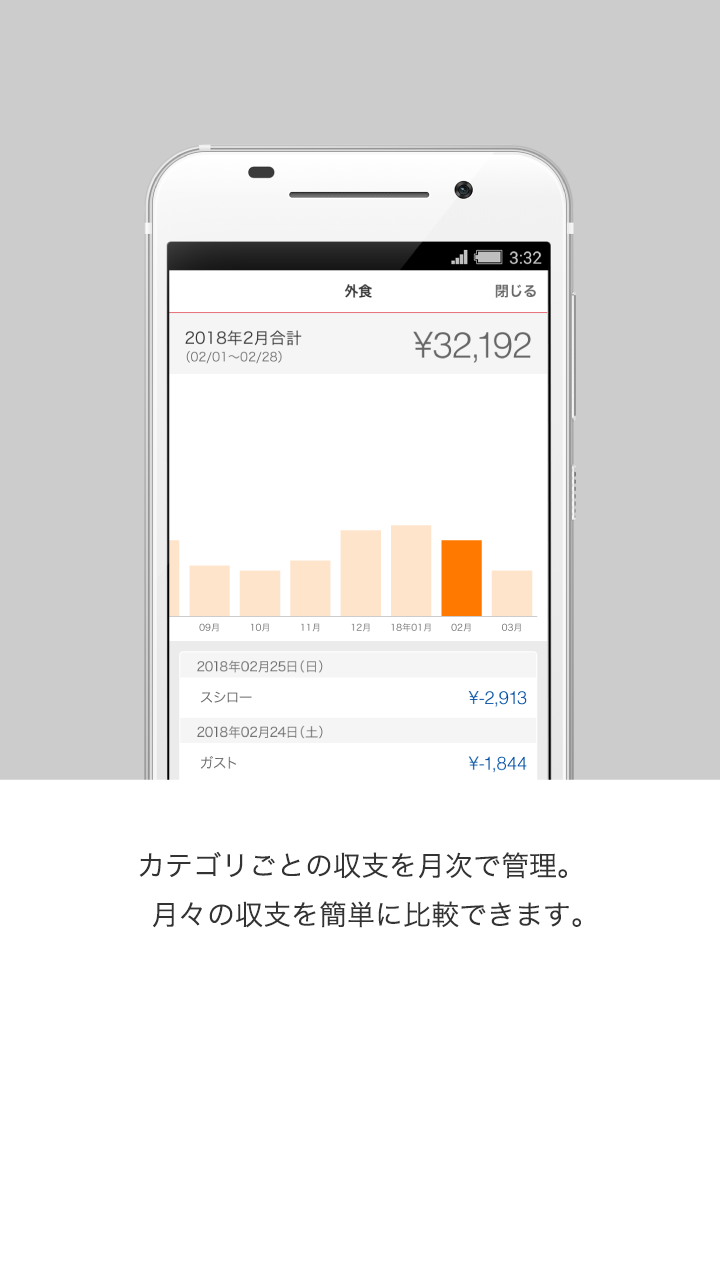 3:32
外食
閉じる
2018年2月合計
¥32,192
(02/01〜02/28)
09月
10月
11月
12月
18年01月
02月
03月
2018年02月25日(日)
スシロー
¥-2,913
2018年02月24日(土)
ガスト
¥-1,844
カテゴリごとの収支を月次で管理。
月々の収支を簡単に比較できます。